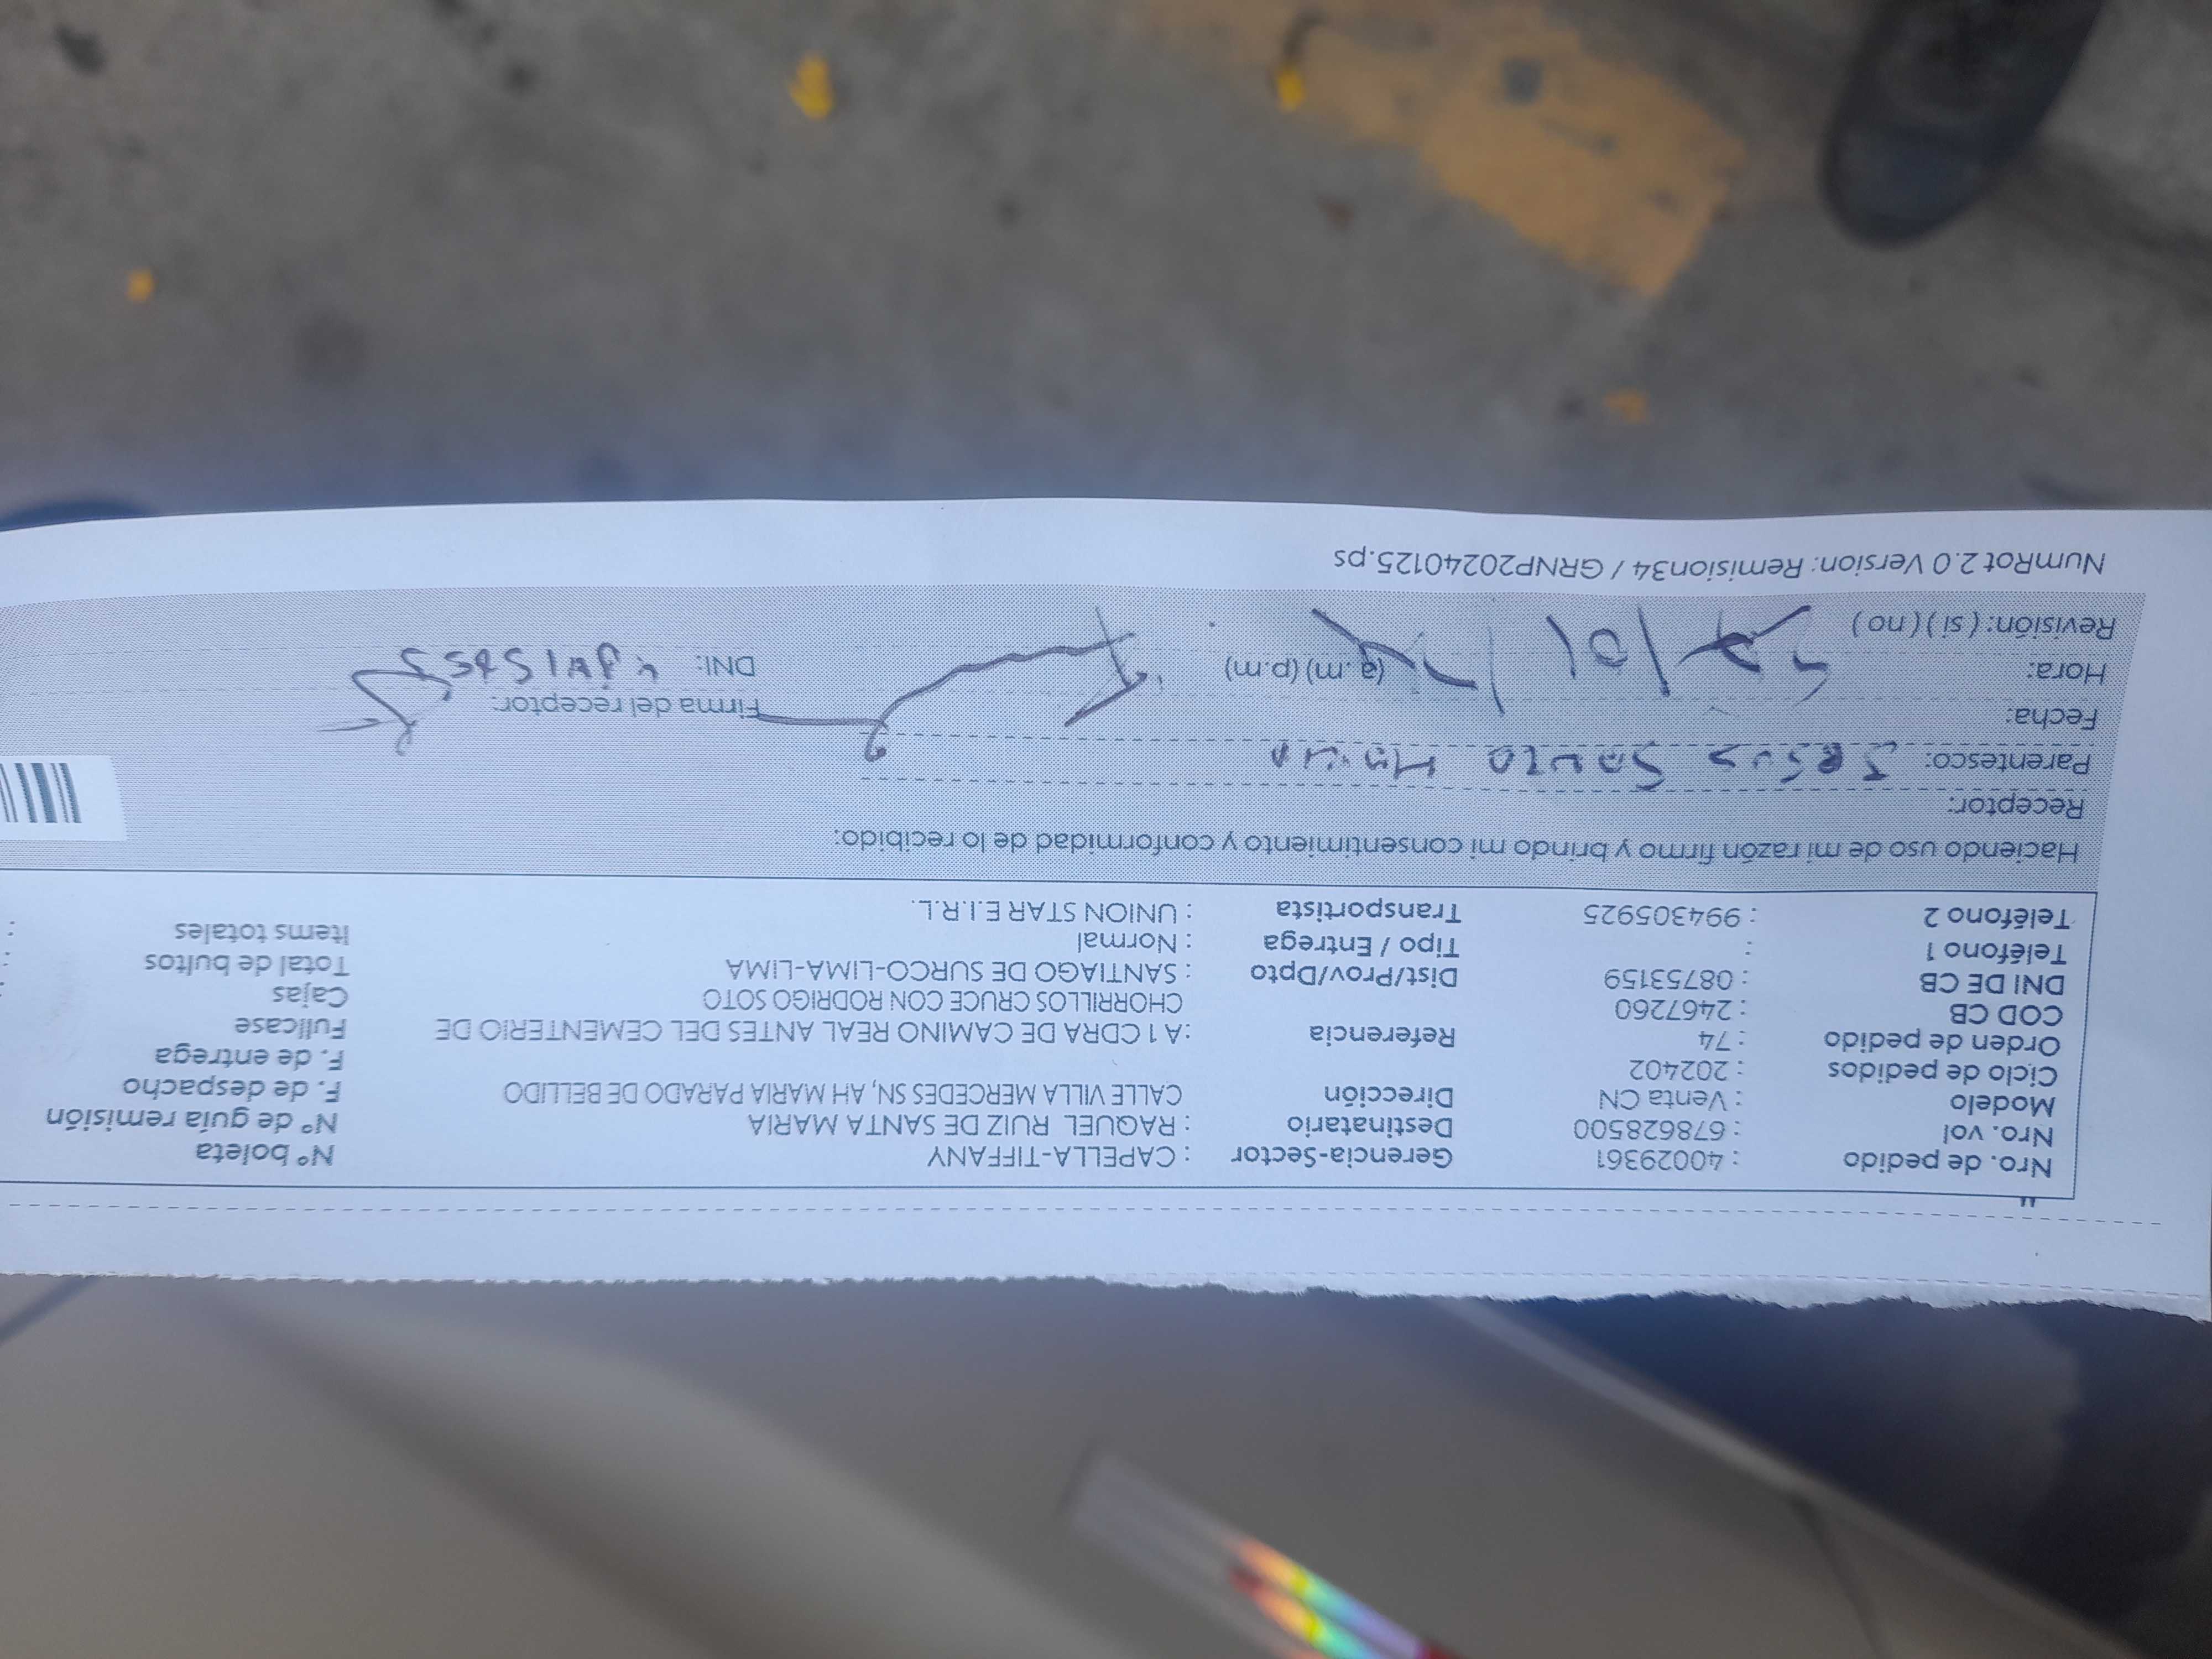 Nro. de pedido : 40029361 Gerencia-Sector : CAPELLA-TIFFANY Nº boleta
Nro. vol : 678628500 Destinatario : RAQUEL RUIZ DE SANTA MARIA Nº de guía remisión
Modelo : Venta CN Dirección CALLE VILLA MERCEDES SN, AH MARIA PARADO DE BELLIDO F. de despacho
Ciclo de pedidos : 202402 F. de entrega
Orden de pedido : 74 Referencia : A 1 CDRA DE CAMINO REAL ANTES DEL CEMENTERIO DE Fullcase
COD CB : 2467260 CHORRILLOS CRUCE CON RODRIGO SOTO Cajas
DNI DE CB : 08753159 Dist/Prov/Dpto : SANTIAGO DE SURCO-LIMA-LIMA Total de bultos :
Teléfono 1 : Tipo / Entrega : Normal Items totales :
Teléfono 2 : 994305925 Transportista : UNION STAR E.I.R.L.
Haciendo uso de mi razón firmo y brindo mi consentimiento y conformidad de lo recibido:
Receptor:
Parentesco: Jesus Santa
Fecha: Firma del receptor:
Hora: (a. m) (p.m) DNI:
Revisión: ( si ) ( no )
NumRot 2.0 Version: Remision34 / GRNP20240125.ps